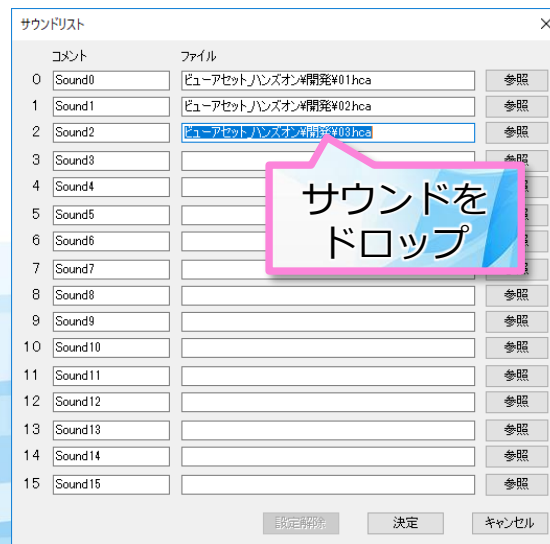 サウンドリスト
コメント ファイル
0 Sound0 ビューアセット_ハンズオン¥開発¥01.hca 参照
1 Sound1 ビューアセット_ハンズオン¥開発¥02.hca 参照
2 Sound2 ビューアセット_ハンズオン¥開発¥03.hca 参照
3 Sound3 参照
4 Sound4
サウンドを
ドロップ
5 Sound5
6 Sound6
7 Sound7
8 Sound8 参照
9 Sound9 参照
10 Sound10 参照
11 Sound11 参照
12 Sound12 参照
13 Sound13 参照
14 Sound14 参照
15 Sound15 参照
設定解除 決定 キャンセル